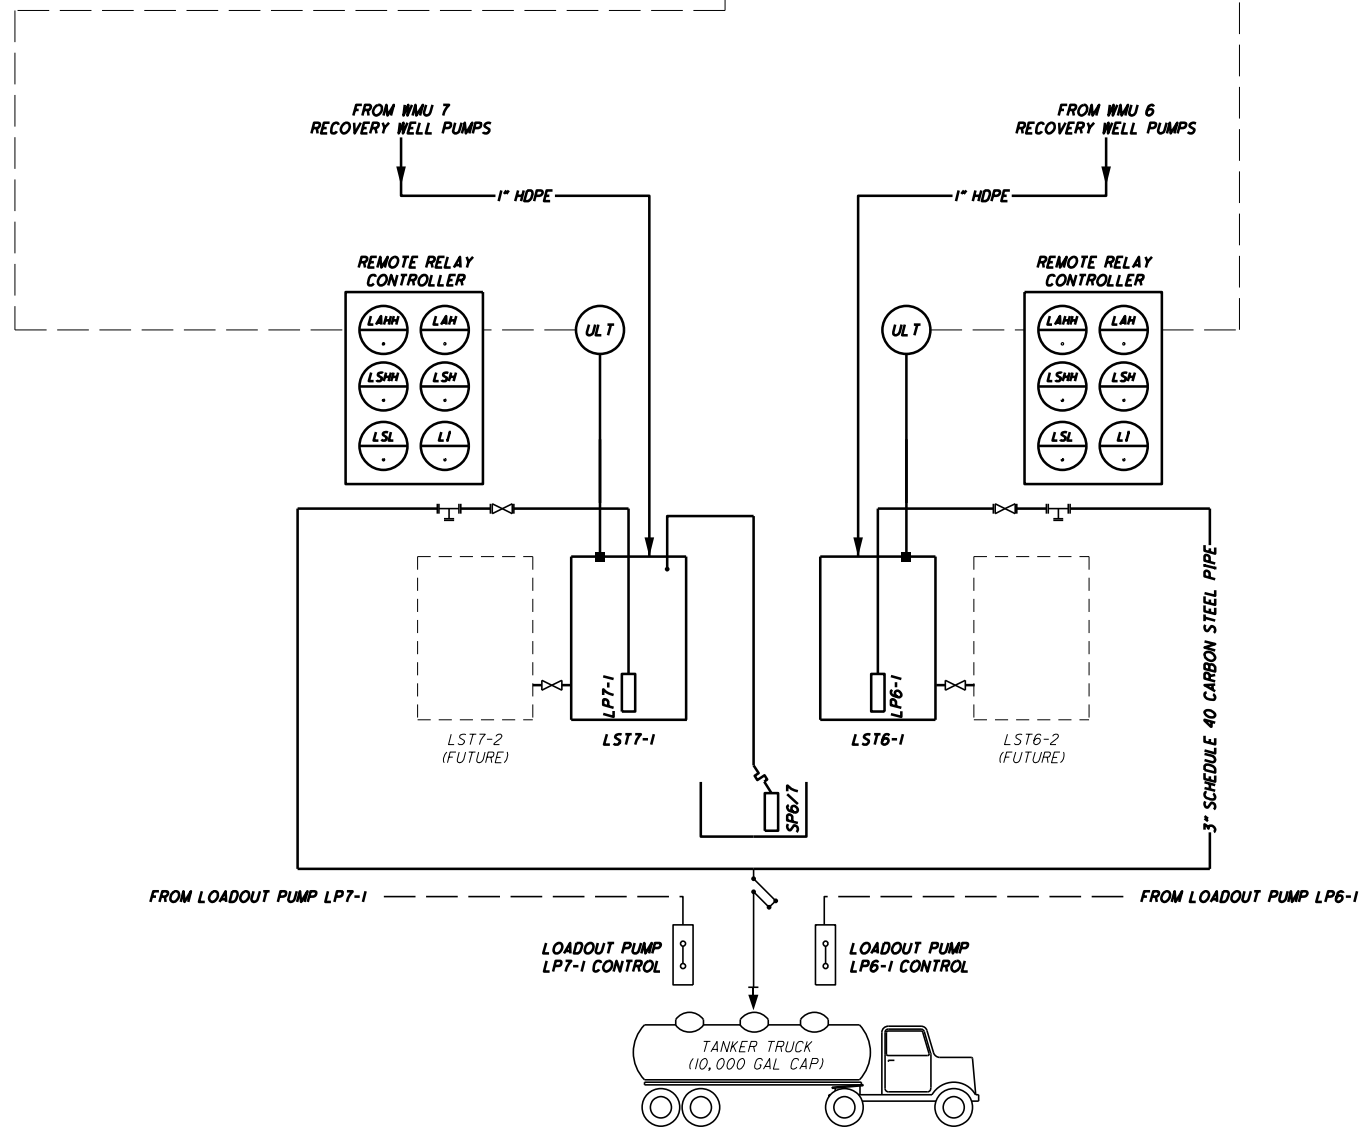 FROM WMU 7
RECOVERY WELL PUMPS
FROM WMU 6
RECOVERY WELL PUMPS
1" HDPE
1" HDPE
REMOTE RELAY
CONTROLLER
REMOTE RELAY
CONTROLLER
LAHH LAH
ULT
ULT
LAHH LAH
LSHH LSH
LSHH LSH
LSL LI
LSL LI
3" SCHEDULE 40 CARBON STEEL PIPE
LP7-1
LP6-1
LST7-2
(FUTURE)
LST7-1
LST6-1
LST6-2
(FUTURE)
SP6/7
FROM LOADOUT PUMP LP7-1
FROM LOADOUT PUMP LP6-1
LOADOUT PUMP
LP7-1 CONTROL
LOADOUT PUMP
LP6-1 CONTROL
TANKER TRUCK
(10,000 GAL CAP)